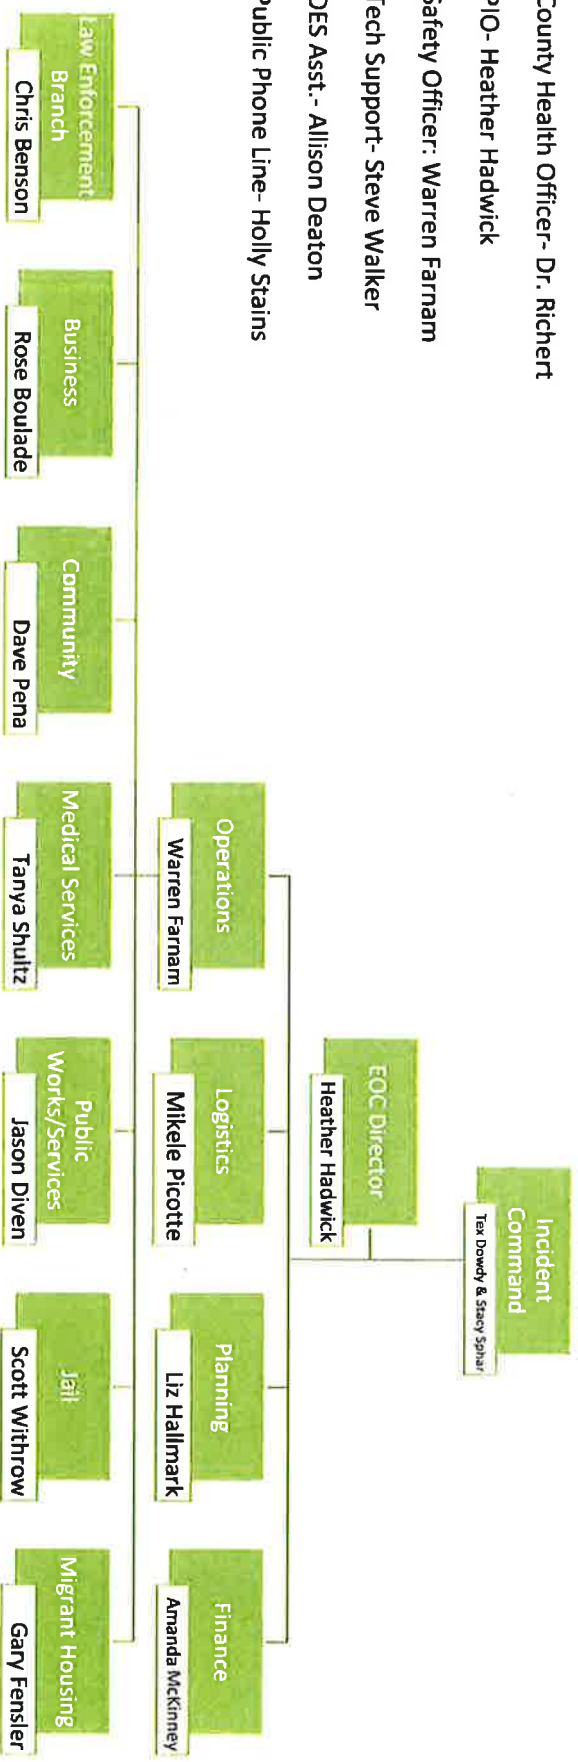 County Health Officer- Dr. Richert
PIO- Heather Hadwick
Safety Officer: Warren Farnam
Tech Support- Steve Walker
OES Asst.- Allison Deaton
Public Phone Line- Holly Stains
Incident
Command
Tex Dowdy & Stacy Sphar
EOC Director
Heather Hadwick
Operations
Warren Farnam
Logistics
Mikele Picotte
Planning
Liz Hallmark
Finance
Amanda McKinney
Law Enforcement
Branch
Chris Benson
Business
Rose Boulade
Community
Dave Pena
Medical Services
Tanya Shultz
Public
Works/Services
Jason Diven
Jail
Scott Withrow
Migrant Housing
Gary Fensler